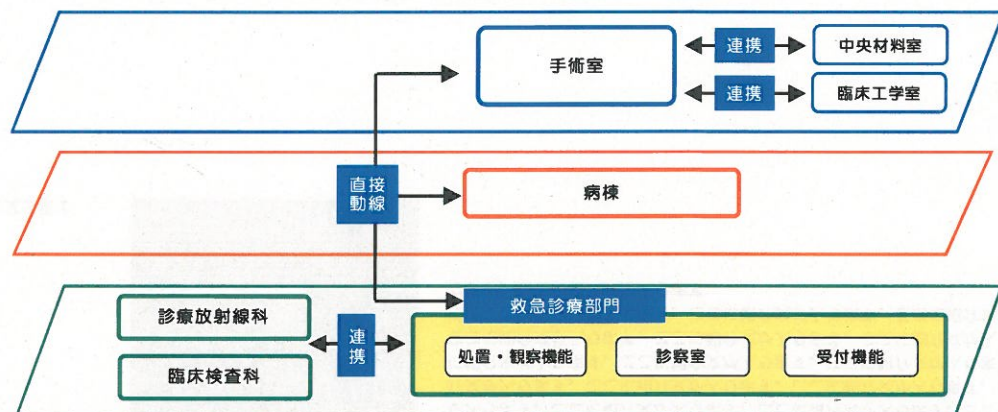 手術室
連携
中央材料室
連携
臨床工学室
直接
動線
病棟
救急診療部門
診療放射線科
臨床検査科
連
携
処置・観察機能
診察室
受付機能